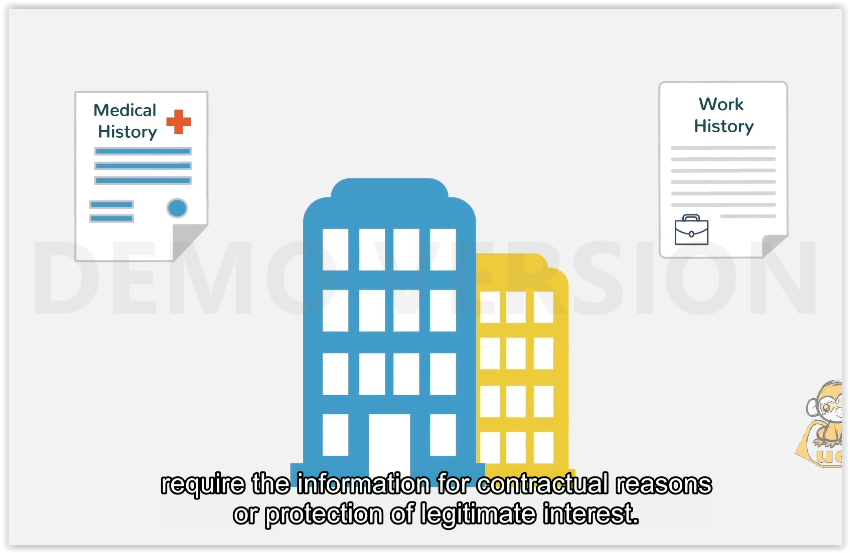 Medical
History
Work
History
DEMO VERSION
require the information for contractual reasons
or protection of legitimate interest.